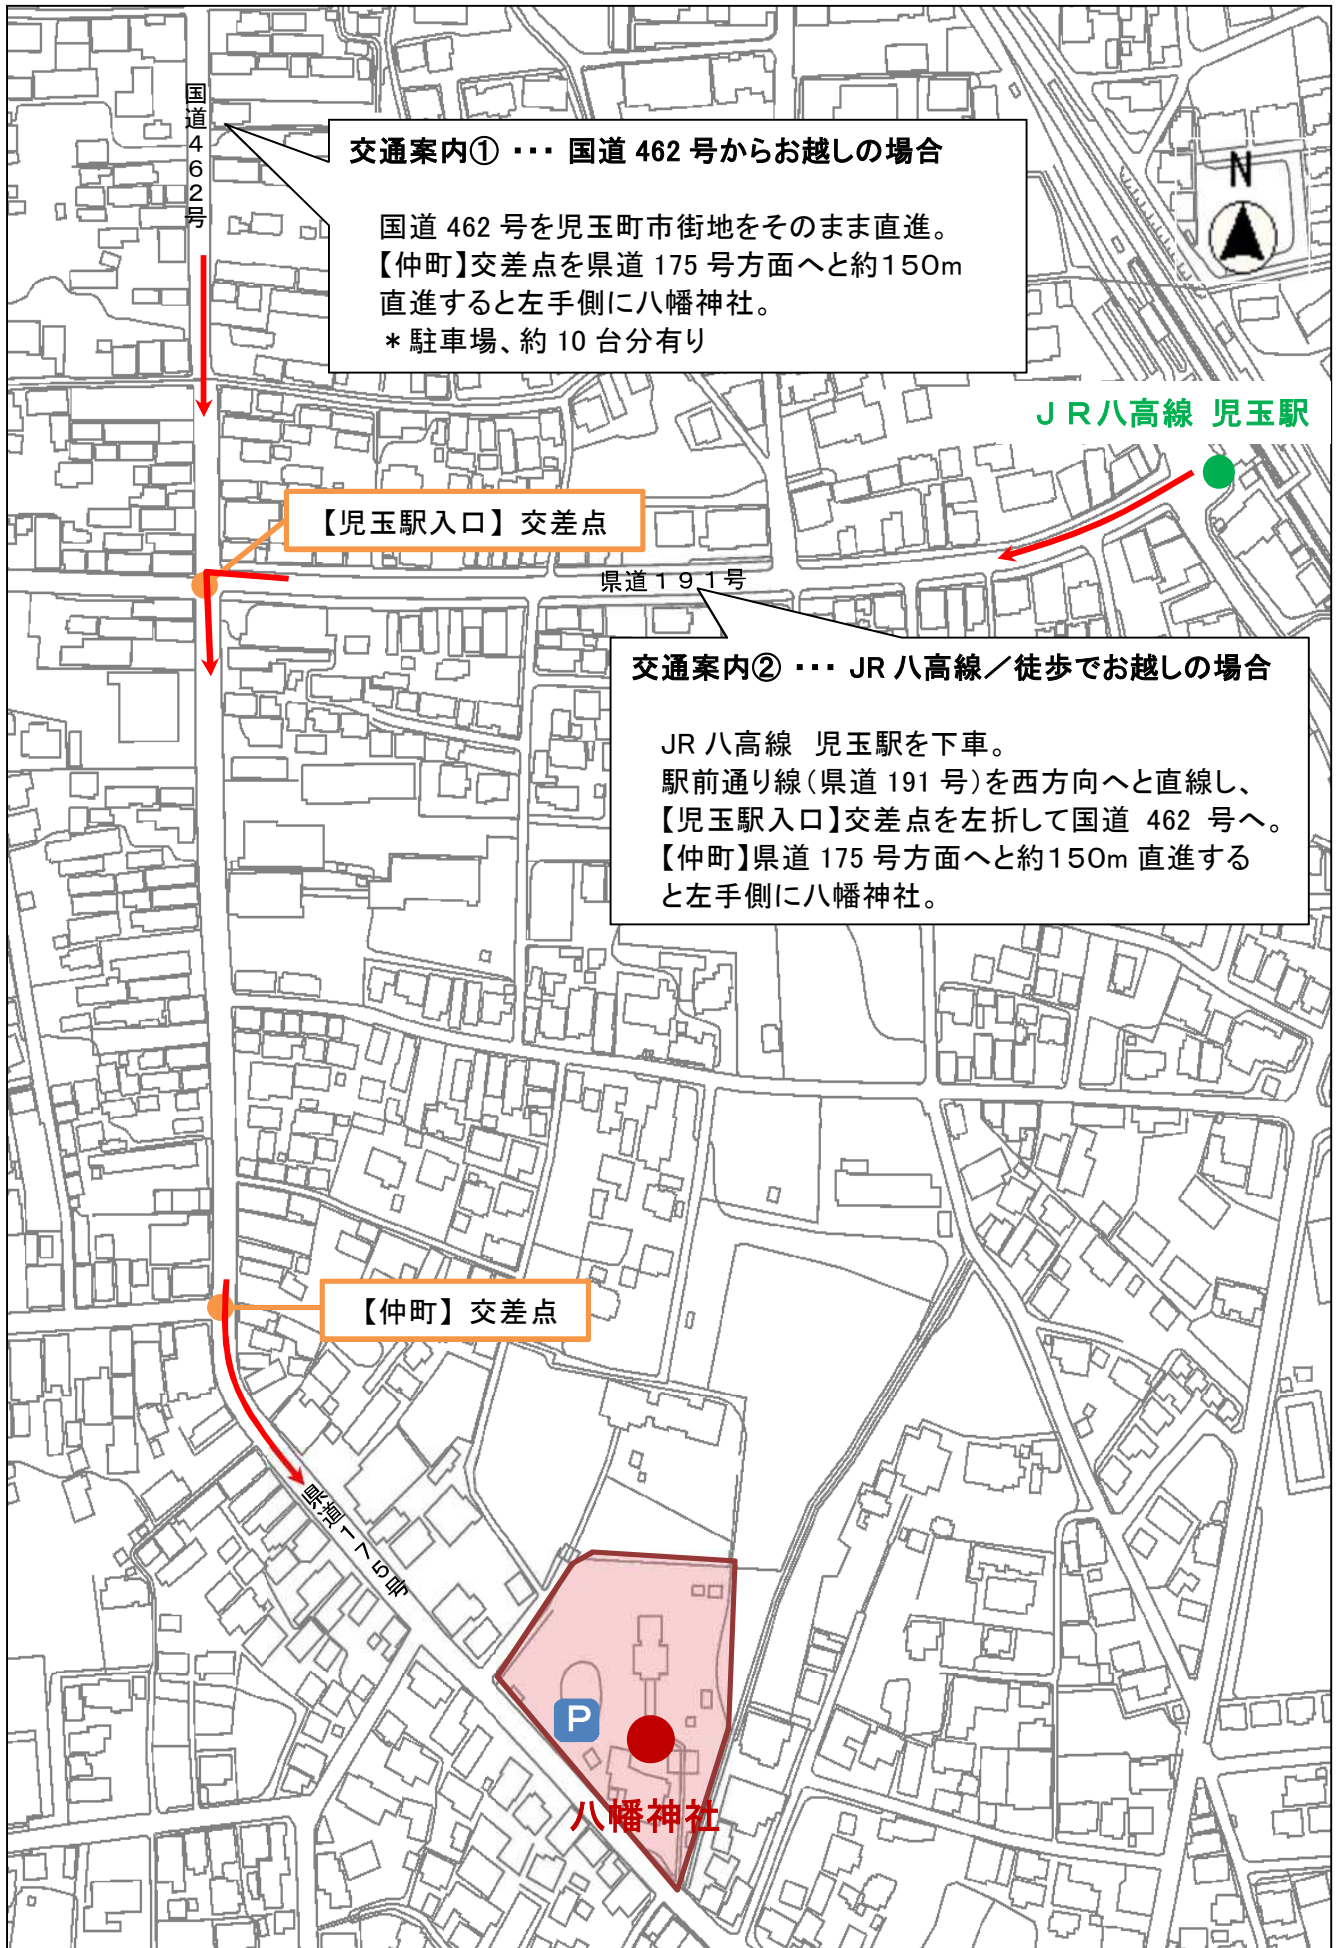 国道462号
交通案内① ・・・ 国道 462 号からお越しの場合
国道 462 号を児玉町市街地をそのまま直進。
【仲町】交差点を県道 175 号方面へと約150m
直進すると左手側に八幡神社。
*駐車場、約 10 台分有り
N
JR八高線 児玉駅
【児玉駅入口】交差点
県道191号
交通案内② ・・・ JR 八高線/徒歩でお越しの場合
JR 八高線 児玉駅を下車。
駅前通り線(県道 191 号)を西方向へと直線し、
【児玉駅入口】交差点を左折して国道 462 号へ。
【仲町】県道 175 号方面へと約150m 直進する
と左手側に八幡神社。
【仲町】交差点
県道175号
P
八幡神社